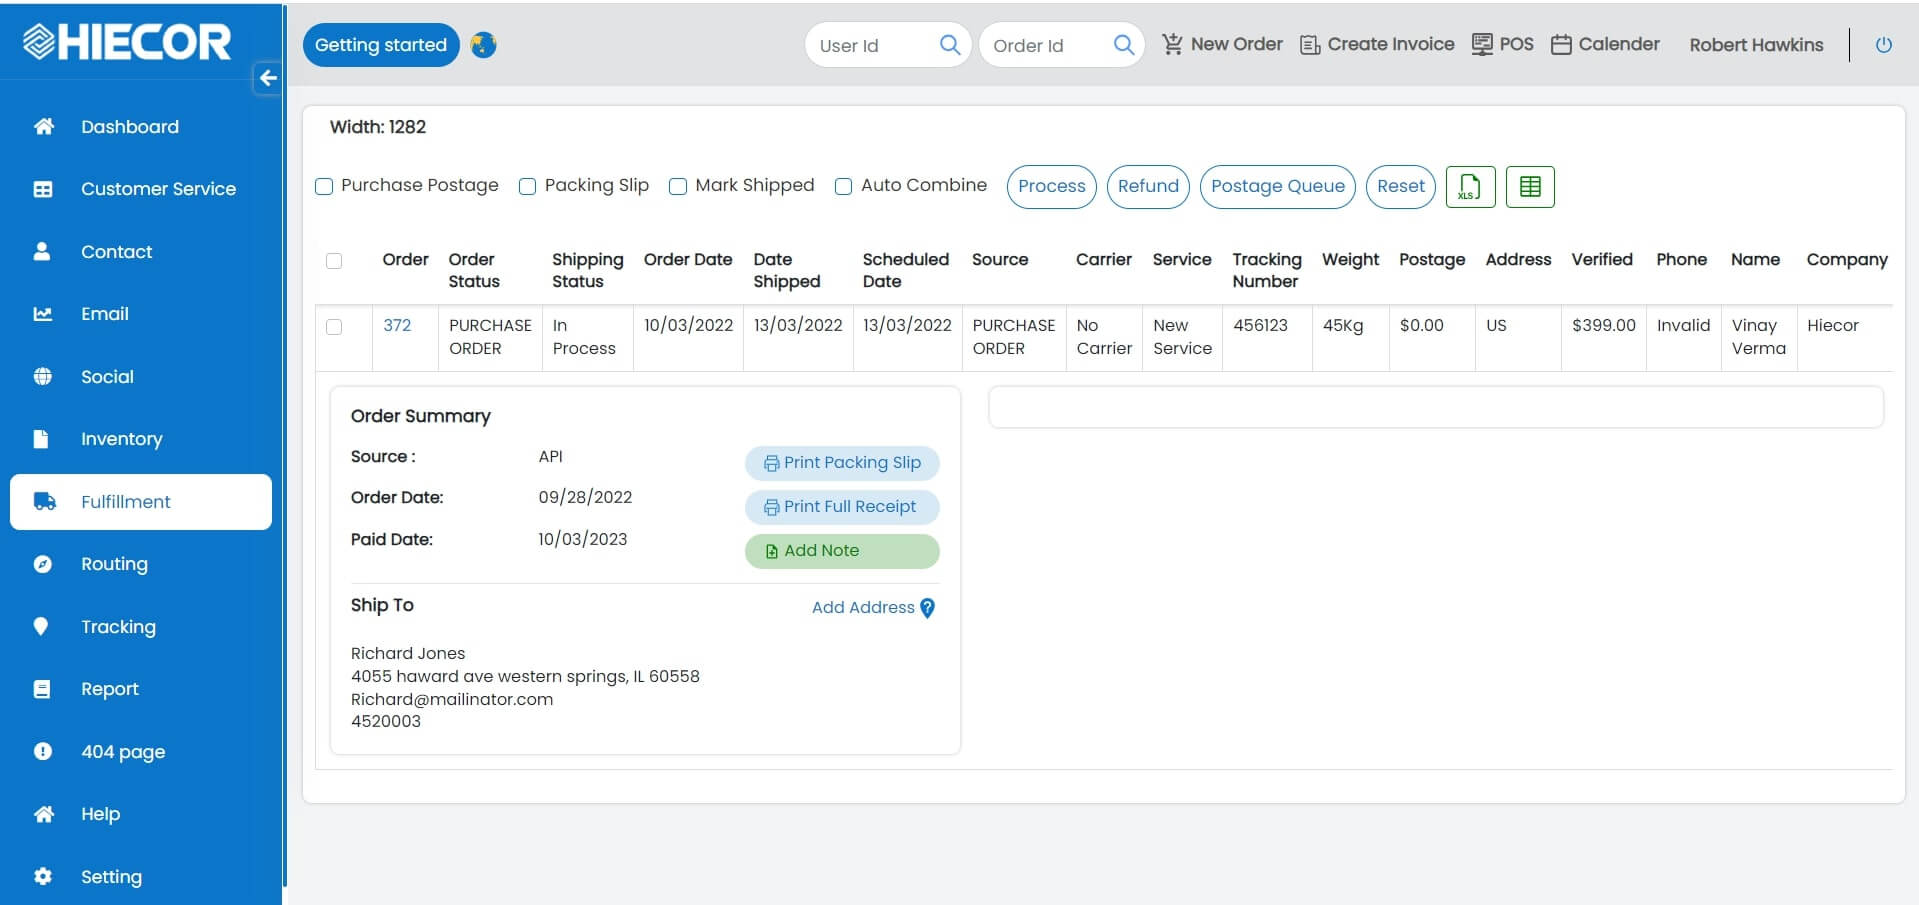 HIECOR
Getting started
User Id
Order Id
New Order
Create Invoice
POS
Calender
Robert Hawkins
Dashboard
Customer Service
Contact
Email
Social
Inventory
Fulfillment
Routing
Tracking
Report
404 page
Help
Setting
Width: 1282
Purchase Postage
Packing Slip
Mark Shipped
Auto Combine
Process
Refund
Postage Queue
Reset
XLS
Order
Order
Status
Shipping
Status
Order Date
Date
Shipped
Scheduled
Date
Source
Carrier
Service
Tracking
Number
Weight
Postage
Address
Verified
Phone
Name
Company
372
PURCHASE
ORDER
In
Process
10/03/2022
13/03/2022
13/03/2022
PURCHASE
ORDER
No
Carrier
New
Service
456123
45Kg
$0.00
US
$399.00
Invalid
Vinay
Verma
Hiecor
Order Summary
Source :
API
Order Date:
09/28/2022
Paid Date:
10/03/2023
Print Packing Slip
Print Full Receipt
Add Note
Ship To
Add Address
Richard Jones
4055 haward ave western springs, IL 60558
Richard@mailinator.com
4520003